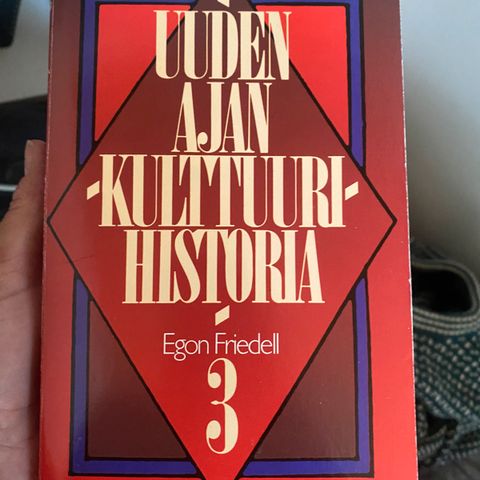 UUDEN
AJAN
-KULTTUURI-
HISTORIA
Egon Friedell
3